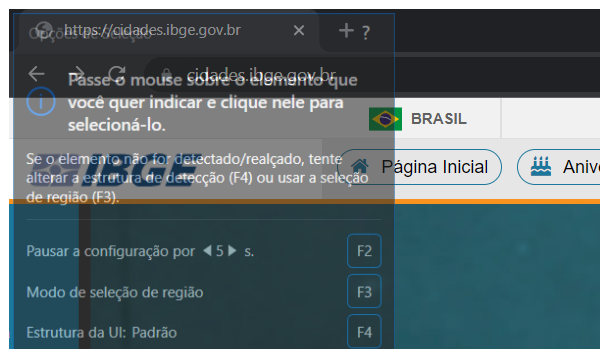 Opções de Seleção
https://cidades.ibge.gov.br
?
cidades.ibge.gov.br
Passe o mouse sobre o elemento que
você quer indicar e clique nele para
selecioná-lo.
BRASIL
Se o elemento não for detectado/realçado, tente
alterar a estrutura de detecção (F4) ou usar a seleção
de região (F3).
IBGE
Página Inicial
Anive
Pausar a configuração por 5 s.
F2
Modo de seleção de região
F3
Estrutura da UI: Padrão
F4